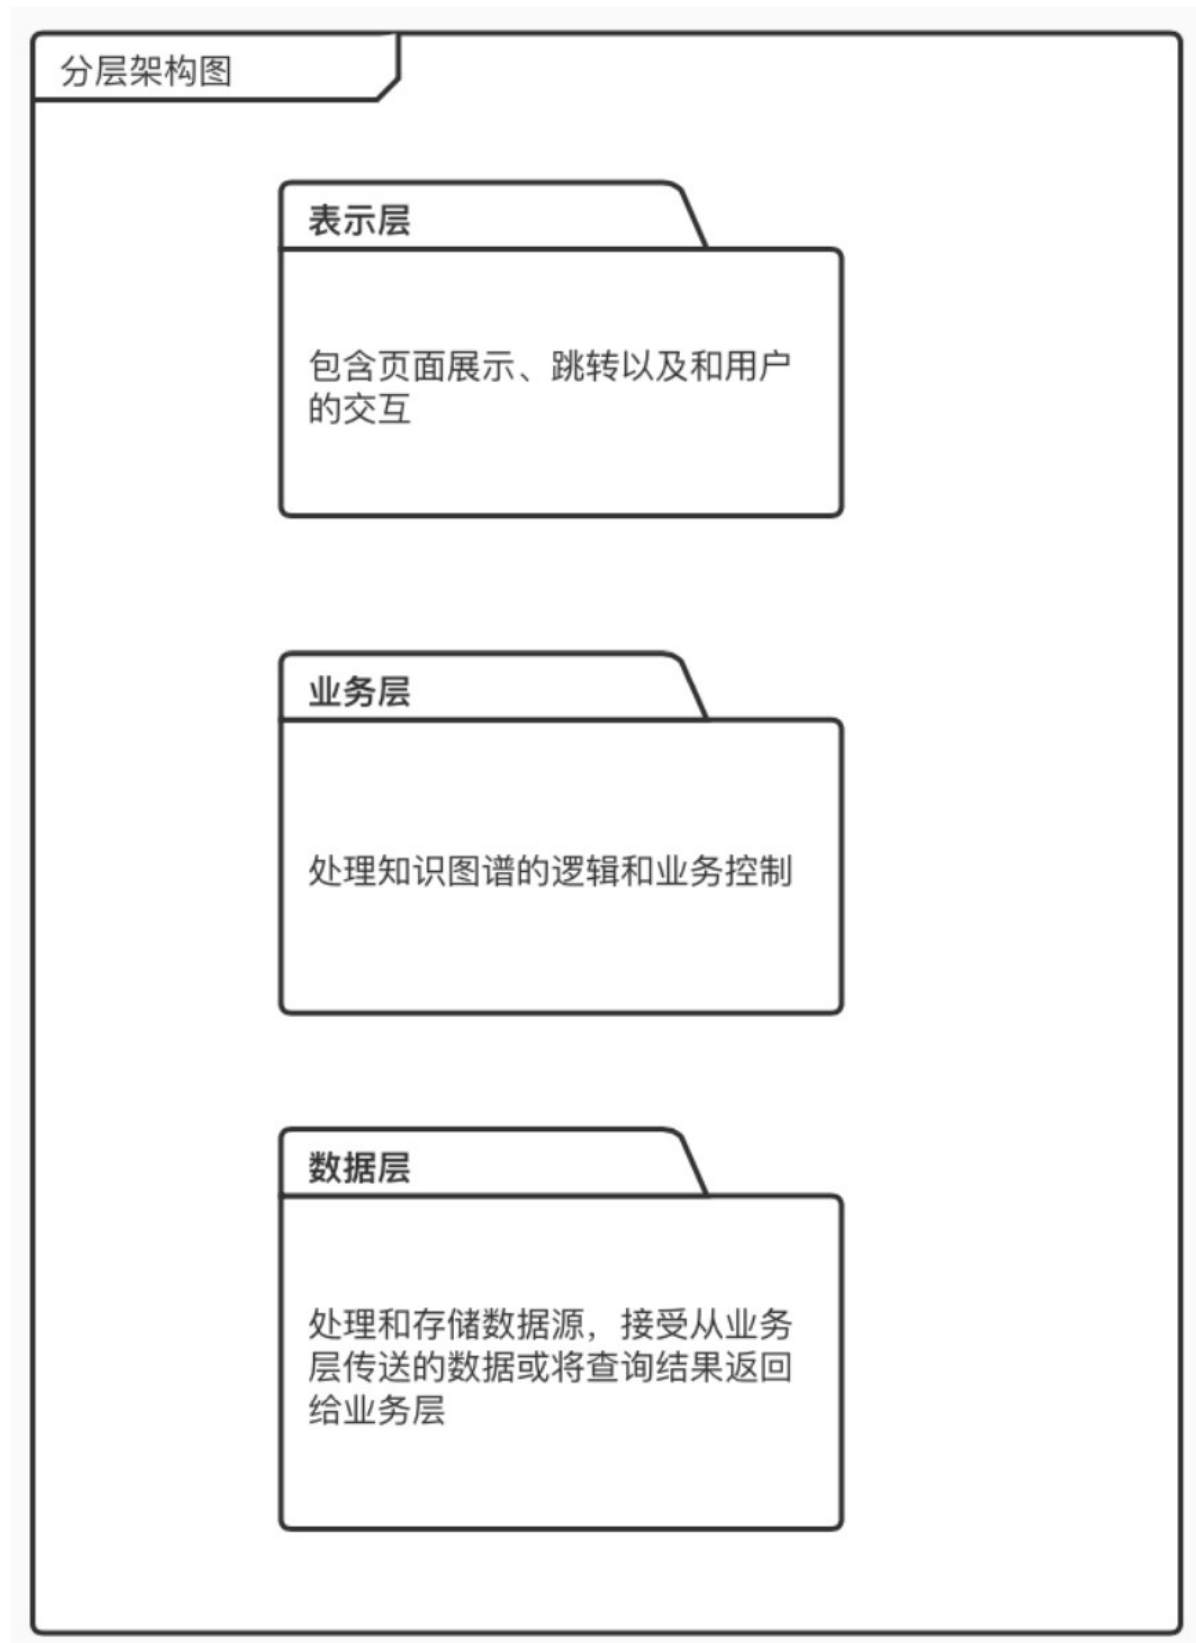 分层架构图
表示层
包含页面展示、跳转以及和用户
的交互
业务层
处理知识图谱的逻辑和业务控制
数据层
处理和存储数据源，接受从业务
层传送的数据或将查询结果返回
给业务层